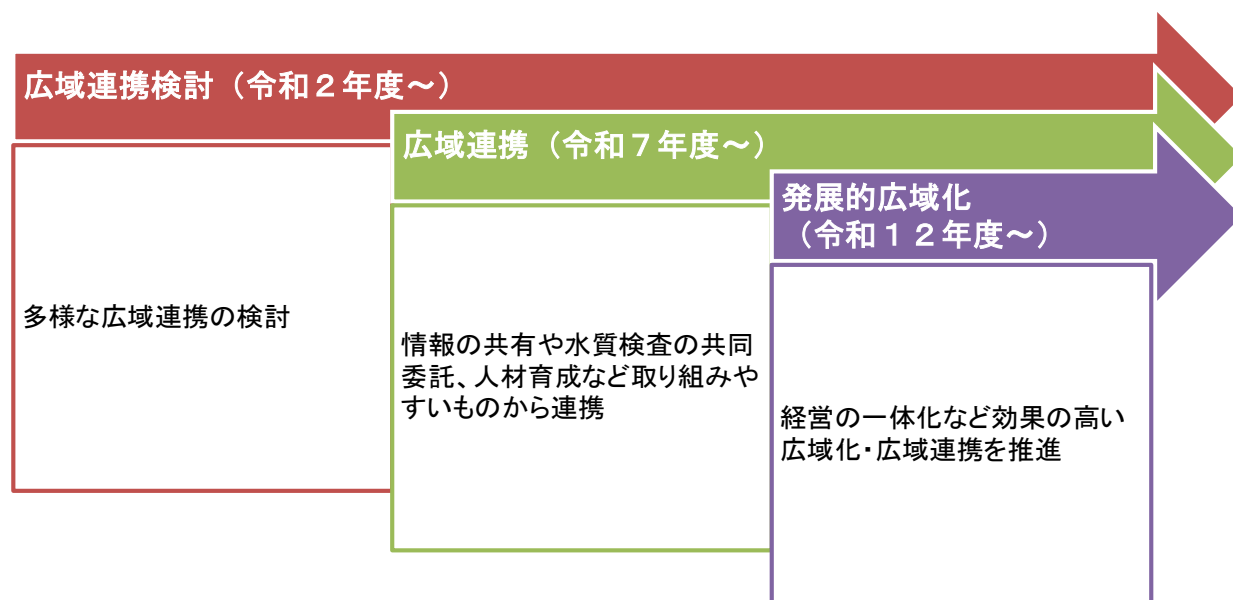 広域連携検討（令和２年度～）
広域連携（令和７年度～）
発展的広域化
（令和１２年度～）
多様な広域連携の検討
情報の共有や水質検査の共同
委託、人材育成など取り組みや
すいものから連携
経営の一体化など効果の高い
広域化・広域連携を推進